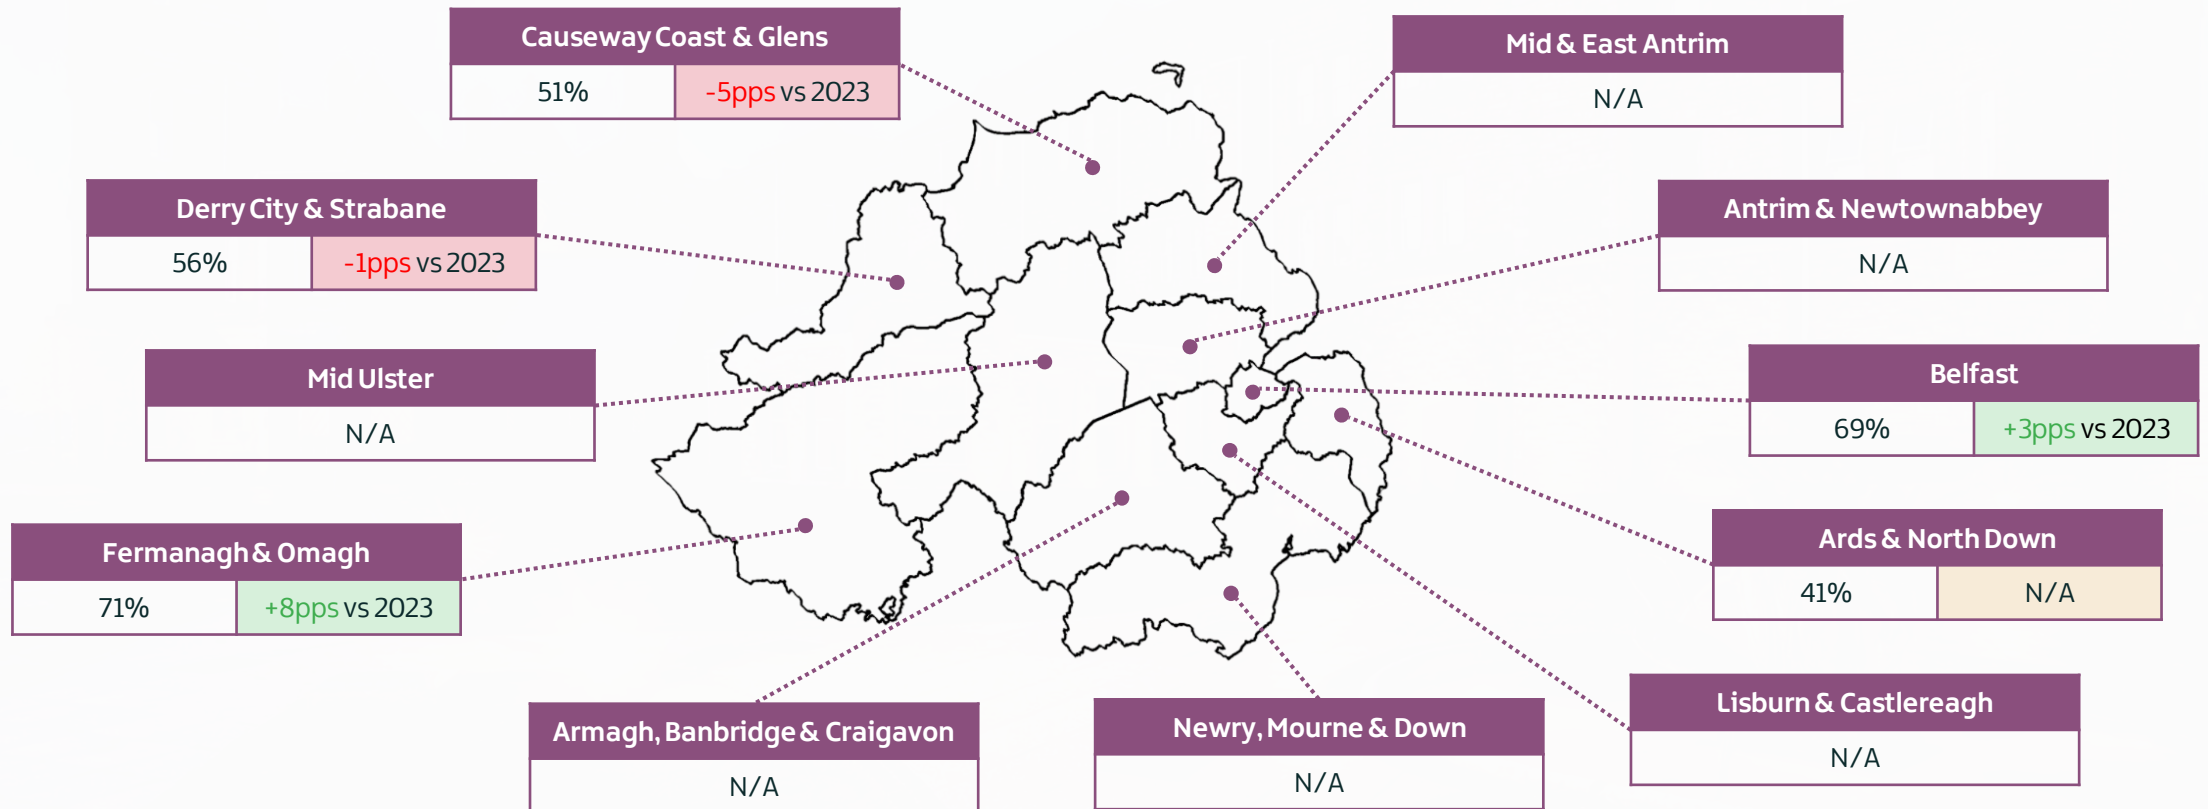 Causeway Coast & Glens
51% -5pps vs 2023
Mid & East Antrim
N/A
Derry City & Strabane
56% -1pps vs 2023
Antrim & Newtownabbey
N/A
Mid Ulster
N/A
Belfast
69% +3pps vs 2023
Fermanagh & Omagh
71% +8pps vs 2023
Ards & North Down
41% N/A
Armagh, Banbridge & Craigavon
N/A
Newry, Mourne & Down
N/A
Lisburn & Castlereagh
N/A